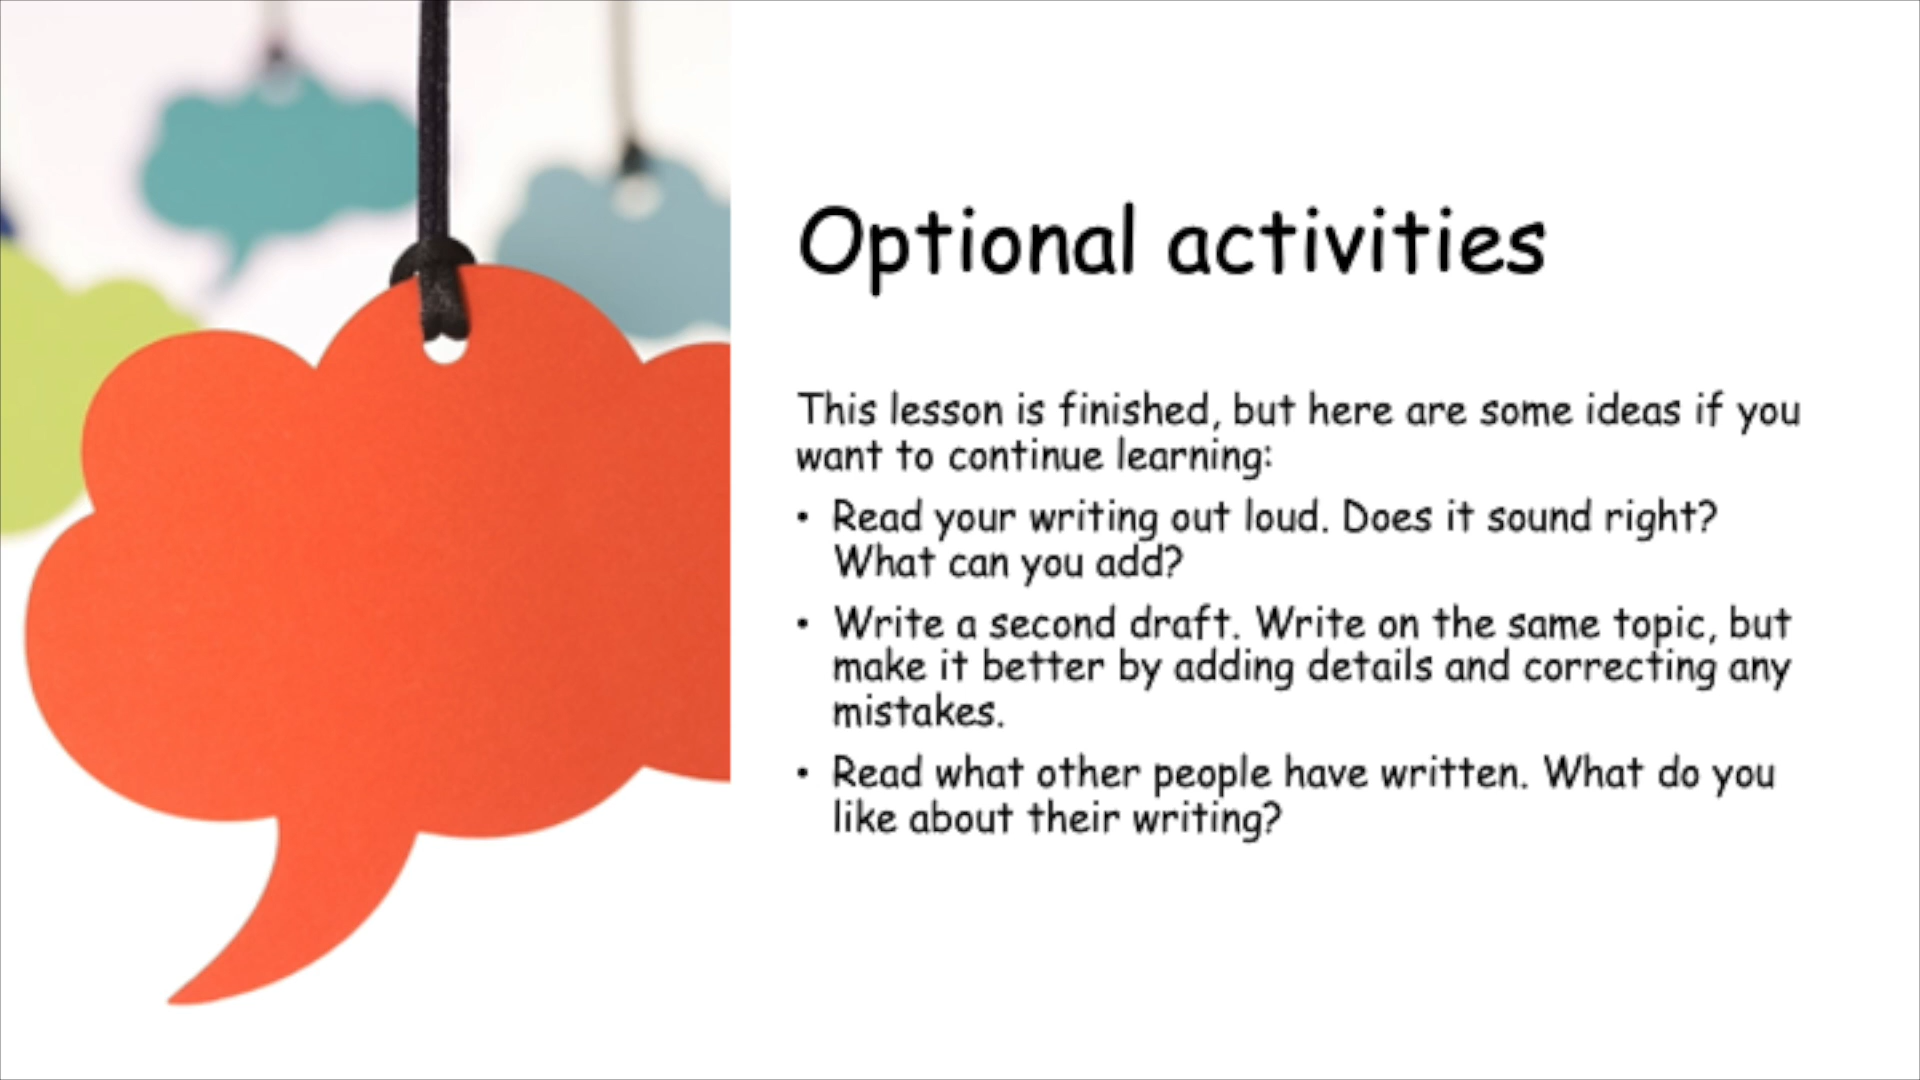 Optional activities
This lesson is finished, but here are some ideas if you
want to continue learning:
• Read your writing out loud. Does it sound right?
What can you add?
• Write a second draft. Write on the same topic, but
make it better by adding details and correcting any
mistakes.
• Read what other people have written. What do you
like about their writing?